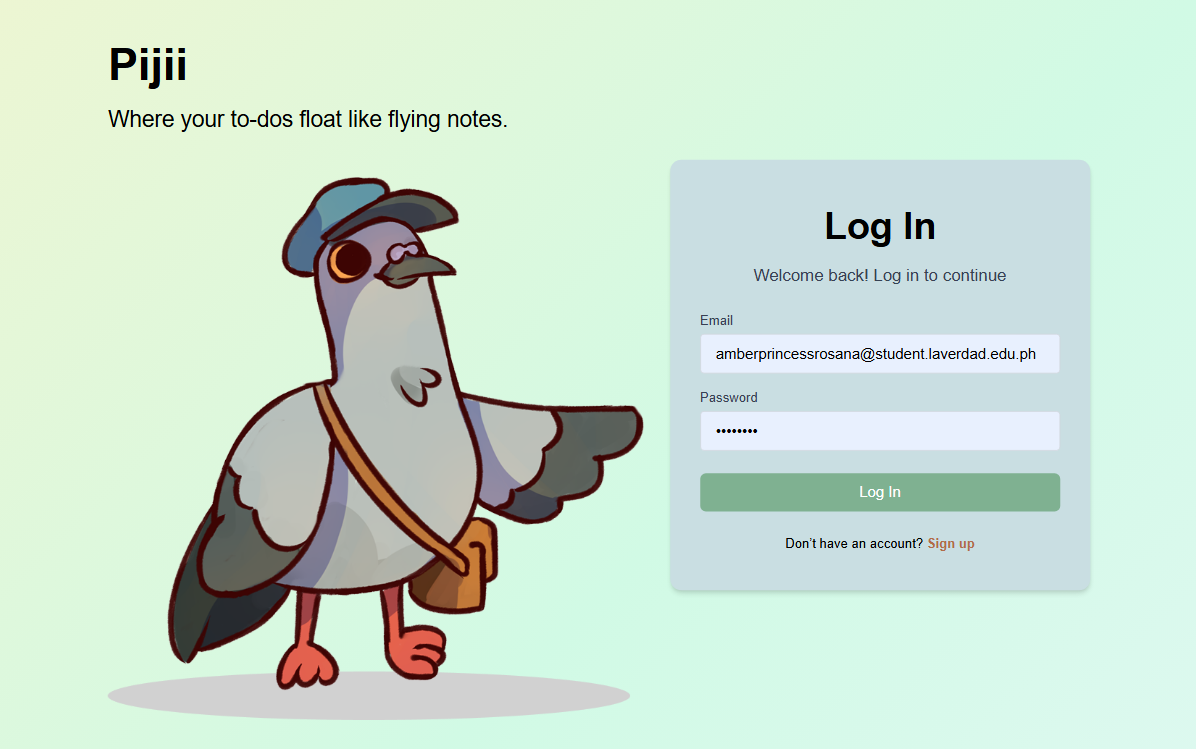 Pijii
Where your to-dos float like flying notes.
Log In
Welcome back! Log in to continue
Email
amberprincessrosana@student.laverdad.edu.ph
Password
••••••••
Log In
Don't have an account? Sign up